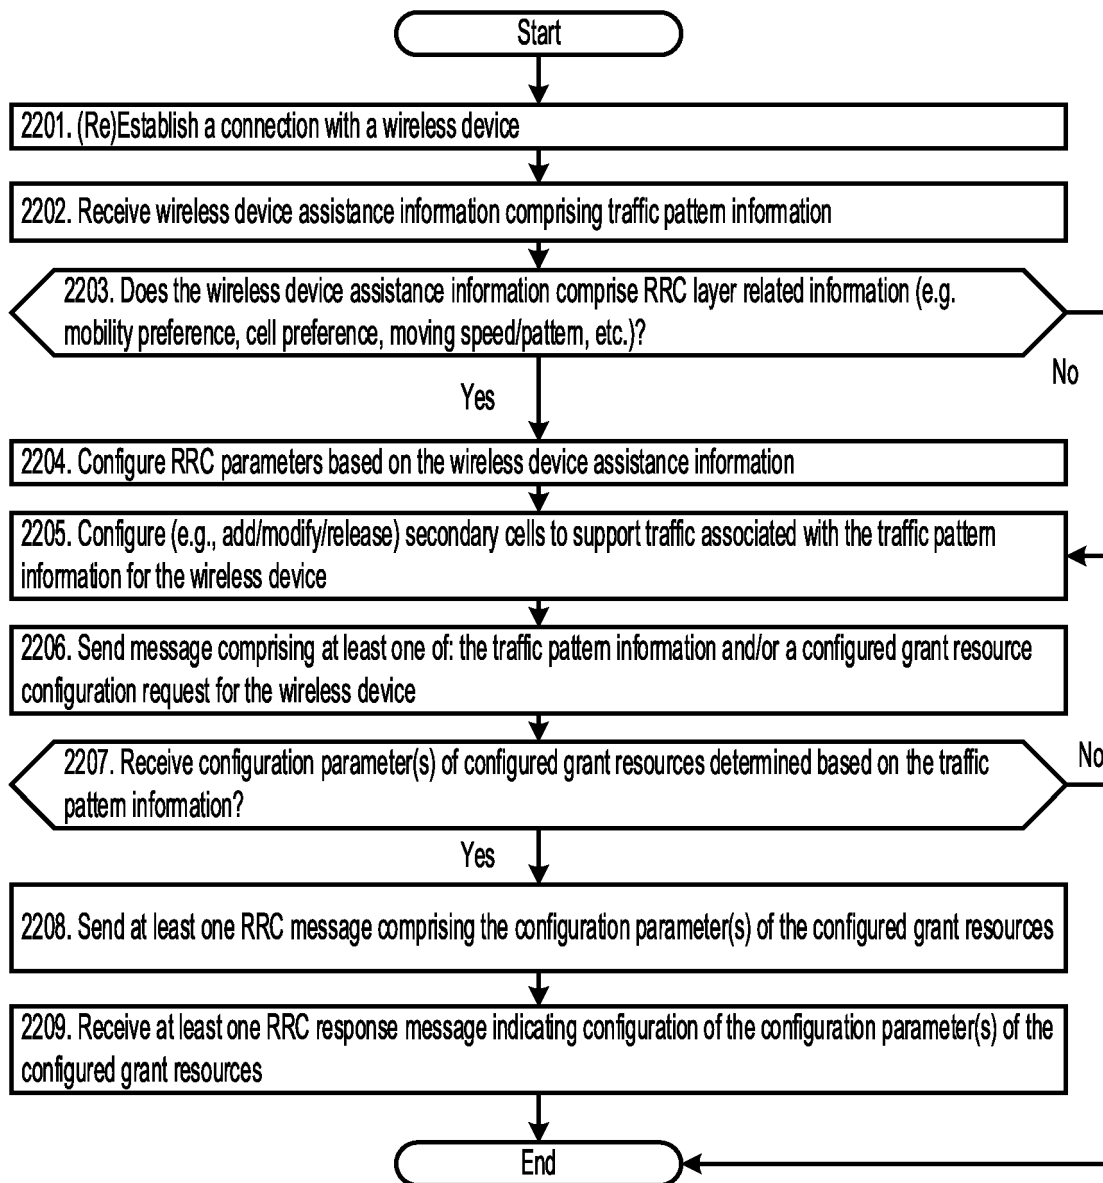 Start
2201. (Re)Establish a connection with a wireless device
2202. Receive wireless device assistance information comprising traffic pattern information
2203. Does the wireless device assistance information comprise RRC layer related information (e.g.
mobility preference, cell preference, moving speed/pattern, etc.)?
No
Yes
2204. Configure RRC parameters based on the wireless device assistance information
2205. Configure (e.g., add/modify/release) secondary cells to support traffic associated with the traffic pattern
information for the wireless device
2206. Send message comprising at least one of: the traffic pattern information and/or a configured grant resource
configuration request for the wireless device
2207. Receive configuration parameter(s) of configured grant resources determined based on the traffic
pattern information?
No
Yes
2208. Send at least one RRC message comprising the configuration parameter(s) of the configured grant resources
2209. Receive at least one RRC response message indicating configuration of the configuration parameter(s) of the
configured grant resources
End